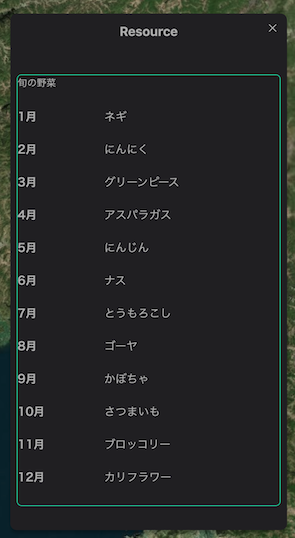 Resource
旬の野菜
1月 ネギ
2月 にんにく
3月 グリーンピース
4月 アスパラガス
5月 にんじん
6月 ナス
7月 とうもろこし
8月 ゴーヤ
9月 かぼちゃ
10月 さつまいも
11月 ブロッコリー
12月 カリフラワー